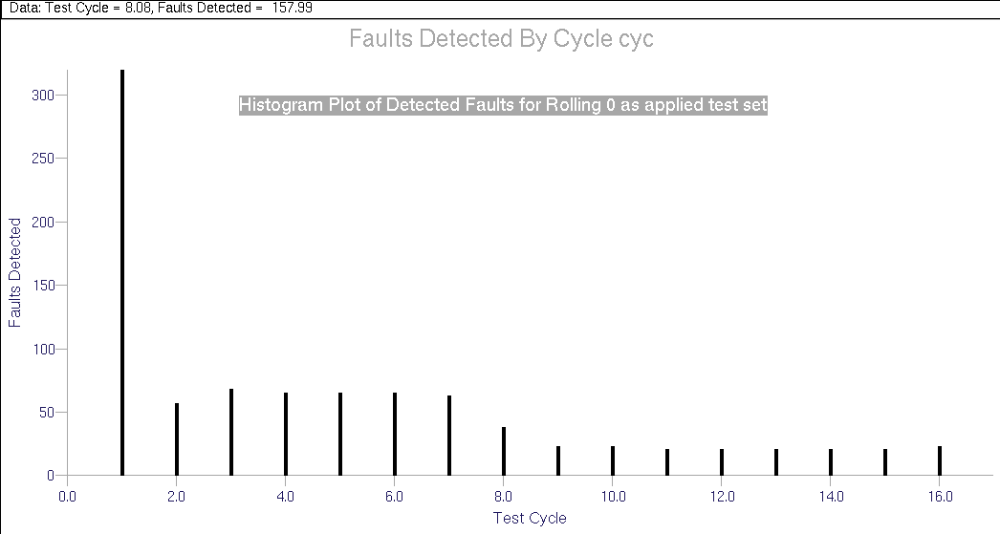 Data: Test Cycle = 8.08, Faults Detected = 157.99
Faults Detected By Cycle cyc
Histogram Plot of Detected Faults for Rolling 0 as applied test set
300
250
200
150
100
50
0
Faults Detected
0.0 2.0 4.0 6.0 8.0 10.0 12.0 14.0 16.0
Test Cycle